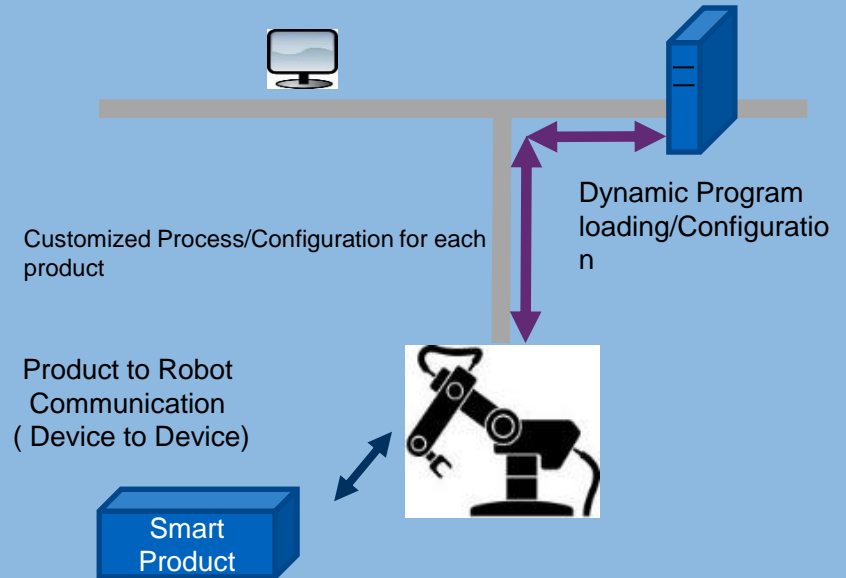 Dynamic Program
loading/Configuratio
n
Customized Process/Configuration for each
product
Product to Robot
Communication
( Device to Device)
Smart
Product